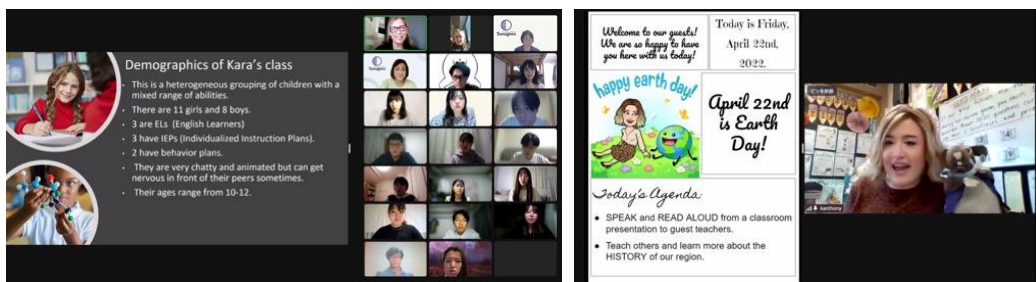 Demographics of Kara's class
This is a heterogeneous grouping of children with a
mixed range of abilities.
There are 11 girls and 8 boys.
3 are ELs (English Learners)
3 have IEPs (Individualized Instruction Plans).
2 have behavior plans.
They are very chatty and animated but can get
nervous in front of their peers sometimes.
Their ages range from 10-12.
Welcome to our guests!
We are so happy to have
you here with us today!
Today is Friday,
April 22nd,
2022.
happy earth day!
April 22nd
is Earth
Day!
Today's Agenda:
• SPEAK and READ ALOUD from a classroom
presentation to guest teachers.
• Teach others and learn more about the
HISTORY of our region.